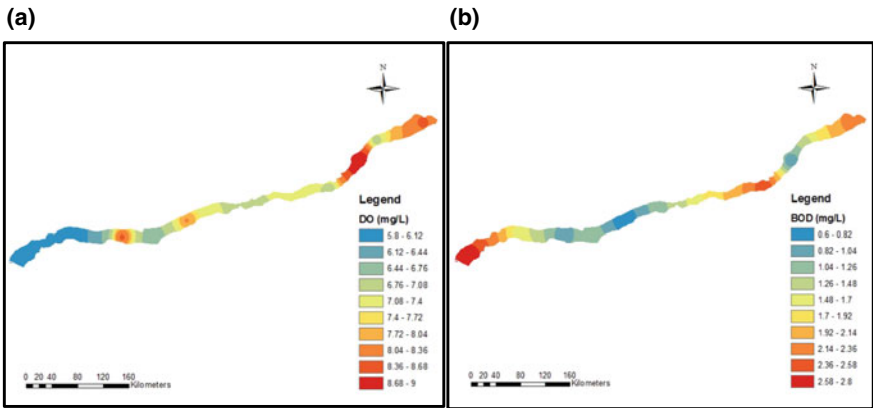 (a)
N
Legend
DO (mg/L)
5.8 - 6.12
6.12 - 6.44
6.44 - 6.76
6.76 - 7.08
7.08 - 7.4
7.4 - 7.72
7.72 - 8.04
8.04 - 8.36
8.36 - 8.68
8.68 - 9
0 20 40 80 120 160
Kilometers
(b)
N
Legend
BOD (mg/L)
0.6 - 0.82
0.82 - 1.04
1.04 - 1.26
1.26 - 1.48
1.48 - 1.7
1.7 - 1.92
1.92 - 2.14
2.14 - 2.36
2.36 - 2.58
2.58 - 2.8
0 20 40 80 120 160
Kilometers